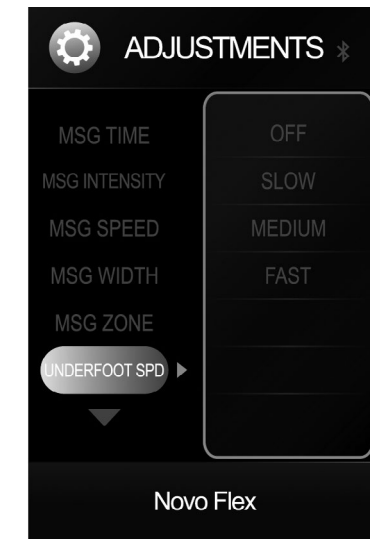 ADJUSTMENTS
MSG TIME
MSG INTENSITY
MSG SPEED
MSG WIDTH
MSG ZONE
UNDERFOOT SPD
OFF
SLOW
MEDIUM
FAST
Novo Flex